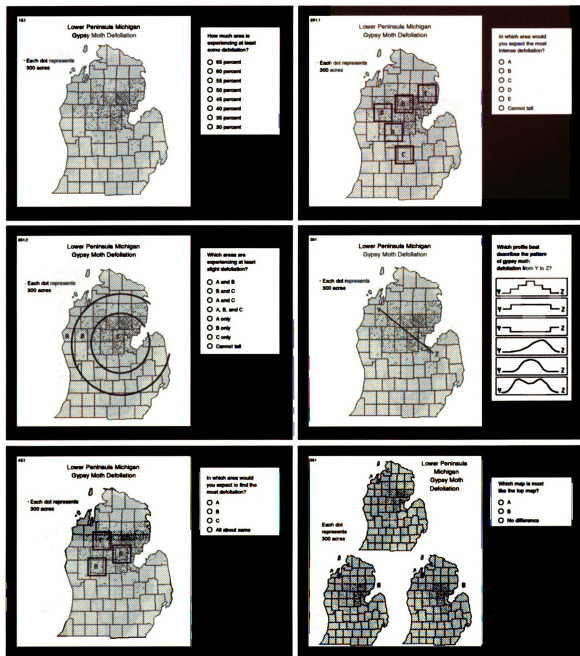 151
Lower Peninsula Michigan
Gypsy Moth Defoliation
· Each dot represents
300 acres
How much area is
experiencing at least
some defoliation?
65 percent
60 percent
55 percent
50 percent
45 percent
40 percent
35 percent
30 percent
Lower Peninsula Michigan
Gypsy Moth Defoliation
· Each dot represents
300 acres
In which area would
you expect the most
intense defoliation?
A
B
C
D
E
Cannot tell
Lower Peninsula Michigan
Gypsy Moth Defoliation
· Each dot represents
300 acres
Which areas are
experiencing at least
slight defoliation?
A and B
B and C
A and C
A, B, and C
A only
B only
C only
Cannot tell
Lower Peninsula Michigan
Gypsy Moth Defoliation
· Each dot represents
300 acres
Which profile best
describes the pattern
of gypsy moth
defoliation from Y to Z?
Y Z
Y Z
Y Z
Y Z
Y Z
Y Z
Lower Peninsula Michigan
Gypsy Moth Defoliation
· Each dot represents
300 acres
In which area would
you expect to find the
most defoliation?
A
B
C
All about same
Lower Peninsula
Michigan
Gypsy Moth
Defoliation
Each dot
represents
300 acres
Which map is most
like the top map?
A
B
No difference
B